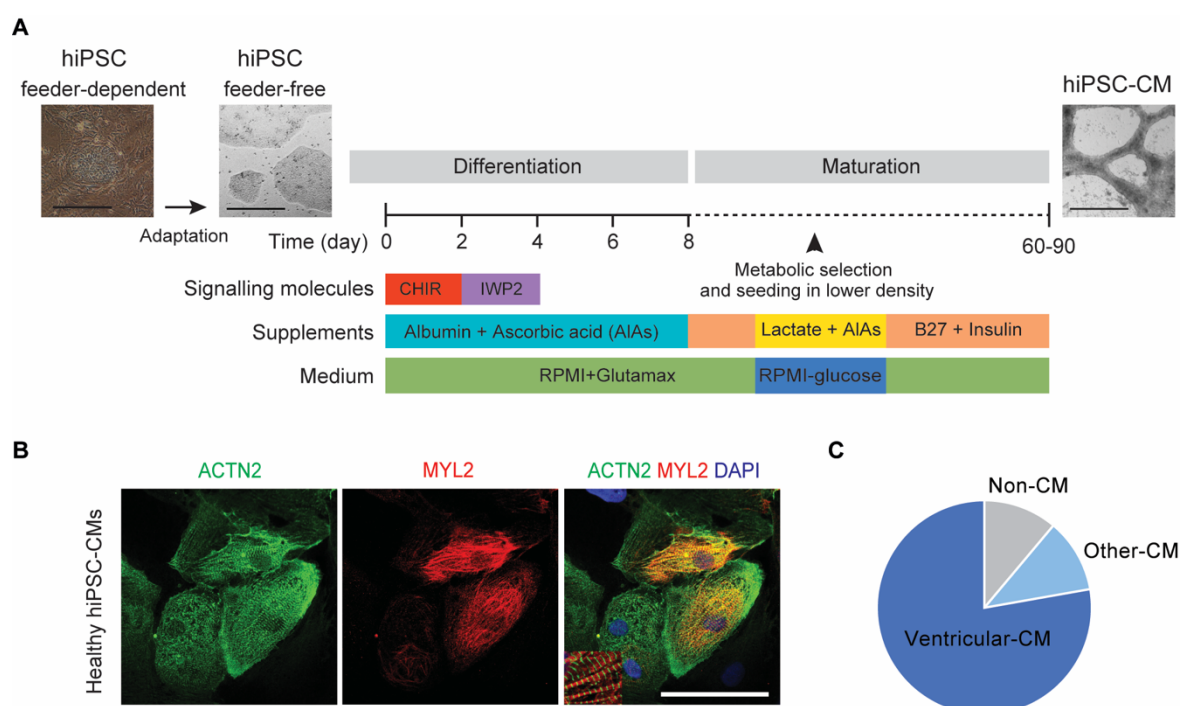 A
hiPSC
feeder-dependent
hiPSC
feeder-free
hiPSC-CM
Adaptation
Differentiation
Maturation
Time (day)
0
2
4
8
60-90
Metabolic selection
and seeding in lower density
Signalling molecules
CHIR
IWP2
Supplements
Albumin + Ascorbic acid (AlAs)
Lactate + AlAs
B27 + Insulin
Medium
RPMI+Glutamax
RPMI-glucose
B
ACTN2
MYL2
ACTN2 MYL2 DAPI
Healthy hiPSC-CMs
C
Non-CM
Other-CM
Ventricular-CM